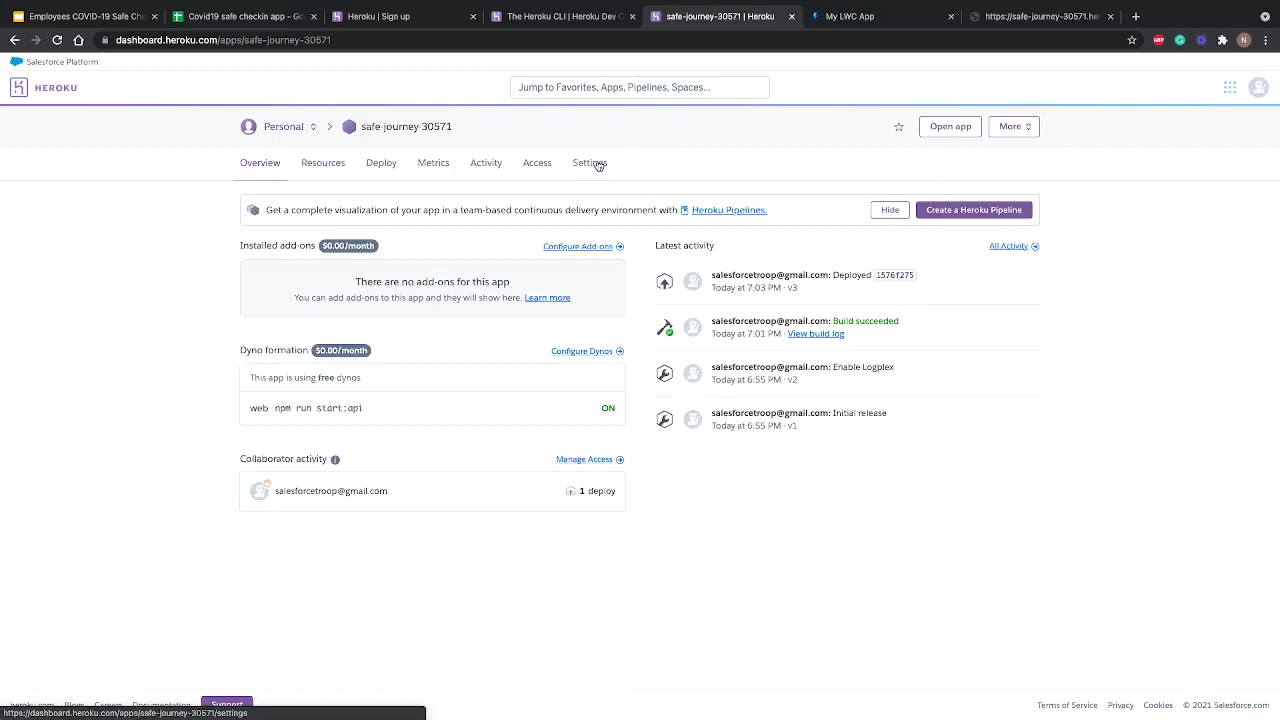 Employees COVID-19 Safe Che
Covid19 safe checkin app - Go
Heroku | Sign up
The Heroku CLI | Heroku Dev C
safe-journey-30571 | Heroku
My LWC App
https://safe-journey-30571.he
dashboard.heroku.com/apps/safe-journey-30571
ABP
N
Salesforce Platform
HEROKU
Jump to Favorites, Apps, Pipelines, Spaces...
Personal
safe-journey-30571
Open app
More
Overview
Resources
Deploy
Metrics
Activity
Access
Settings
Get a complete visualization of your app in a team-based continuous delivery environment with Heroku Pipelines.
Hide
Create a Heroku Pipeline
Installed add-ons $0.00/month
Configure Add-ons
There are no add-ons for this app
You can add add-ons to this app and they will show here. Learn more
Dyno formation $0.00/month
Configure Dynos
This app is using free dynos
web npm run start:api
ON
Collaborator activity
Manage Access
salesforcetroop@gmail.com
1 deploy
Latest activity
All Activity
salesforcetroop@gmail.com: Deployed 1576f275
Today at 7:03 PM · v3
salesforcetroop@gmail.com: Build succeeded
Today at 7:01 PM · View build log
salesforcetroop@gmail.com: Enable Logplex
Today at 6:55 PM · v2
salesforcetroop@gmail.com: Initial release
Today at 6:55 PM · v1
heroku.com Blogs Careers Documentation
Support
Terms of Service Privacy Cookies © 2021 Salesforce.com
https://dashboard.heroku.com/apps/safe-journey-30571/settings